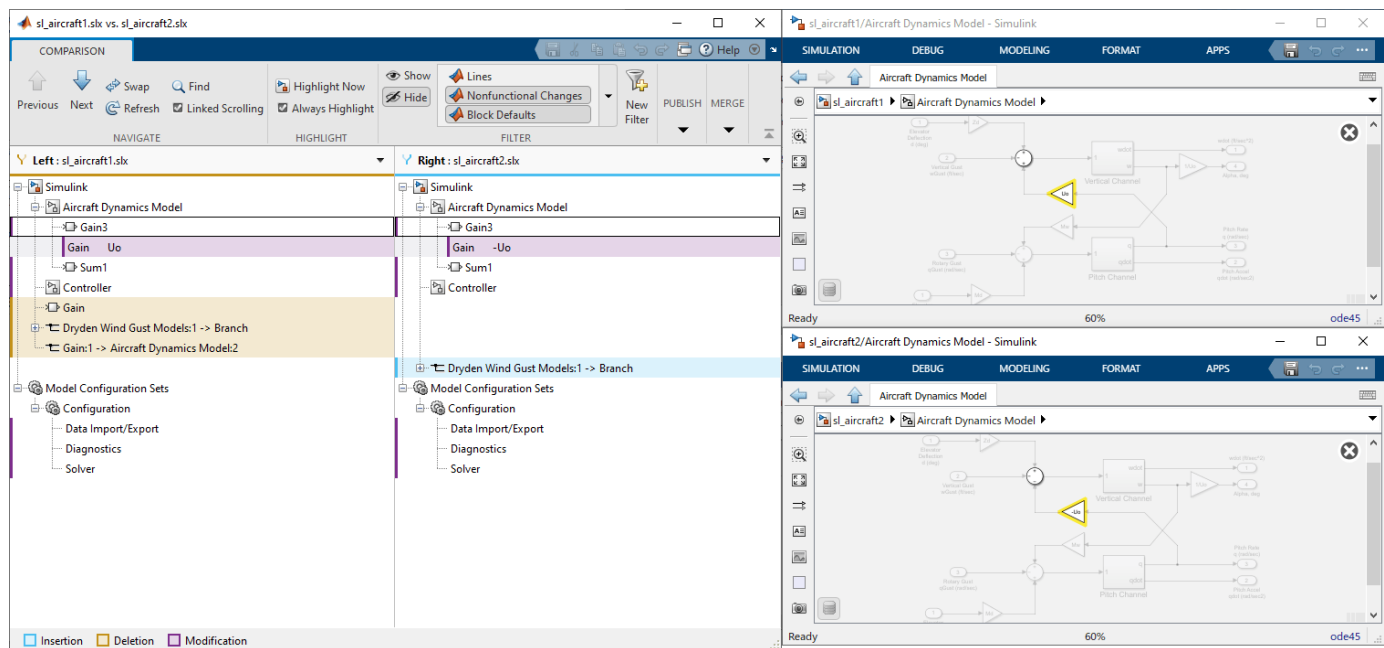 sl_aircraft1.slx vs. sl_aircraft2.slx
COMPARISON
Help
Previous
Next
Swap
Refresh
Find
Linked Scrolling
NAVIGATE
Highlight Now
Always Highlight
HIGHLIGHT
Show
Hide
Lines
Nonfunctional Changes
Block Defaults
New Filter
FILTER
PUBLISH
MERGE
Left : sl_aircraft1.slx
Simulink
Aircraft Dynamics Model
Gain3
Gain Uo
Sum1
Controller
Gain
Dryden Wind Gust Models:1 -> Branch
Gain:1 -> Aircraft Dynamics Model:2
Model Configuration Sets
Configuration
Data Import/Export
Diagnostics
Solver
Right : sl_aircraft2.slx
Simulink
Aircraft Dynamics Model
Gain3
Gain -Uo
Sum1
Controller
Dryden Wind Gust Models:1 -> Branch
Model Configuration Sets
Configuration
Data Import/Export
Diagnostics
Solver
Insertion Deletion Modification
sl_aircraft1/Aircraft Dynamics Model - Simulink
SIMULATION DEBUG MODELING FORMAT APPS
Aircraft Dynamics Model
sl_aircraft1 Aircraft Dynamics Model
Vertical Channel
Uo
Pitch Channel
Ready 60% ode45
sl_aircraft2/Aircraft Dynamics Model - Simulink
SIMULATION DEBUG MODELING FORMAT APPS
Aircraft Dynamics Model
sl_aircraft2 Aircraft Dynamics Model
Vertical Channel
-Uo
Pitch Channel
Ready 60% ode45